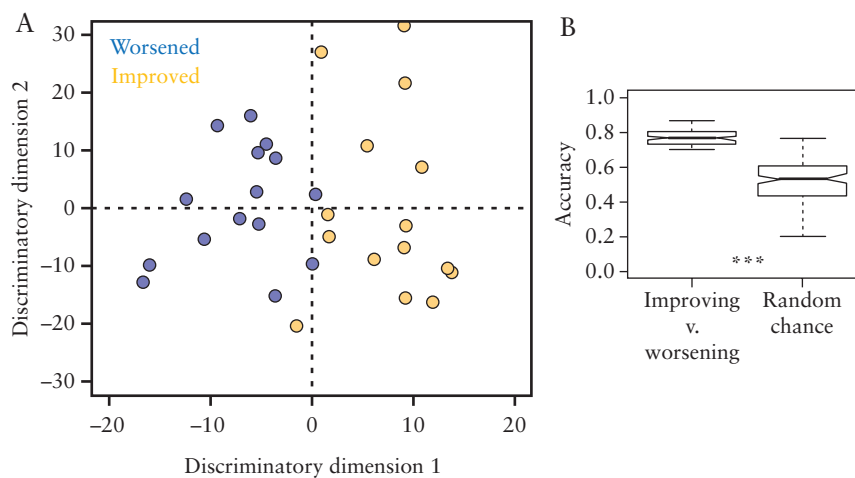 A
Worsened
Improved
Discriminatory dimension 2
30
20
10
0
−10
−20
−30
−20
−10
0
10
20
Discriminatory dimension 1
B
Accuracy
1.0
0.8
0.6
0.4
0.2
0.0
***
Improving
v.
worsening
Random
chance